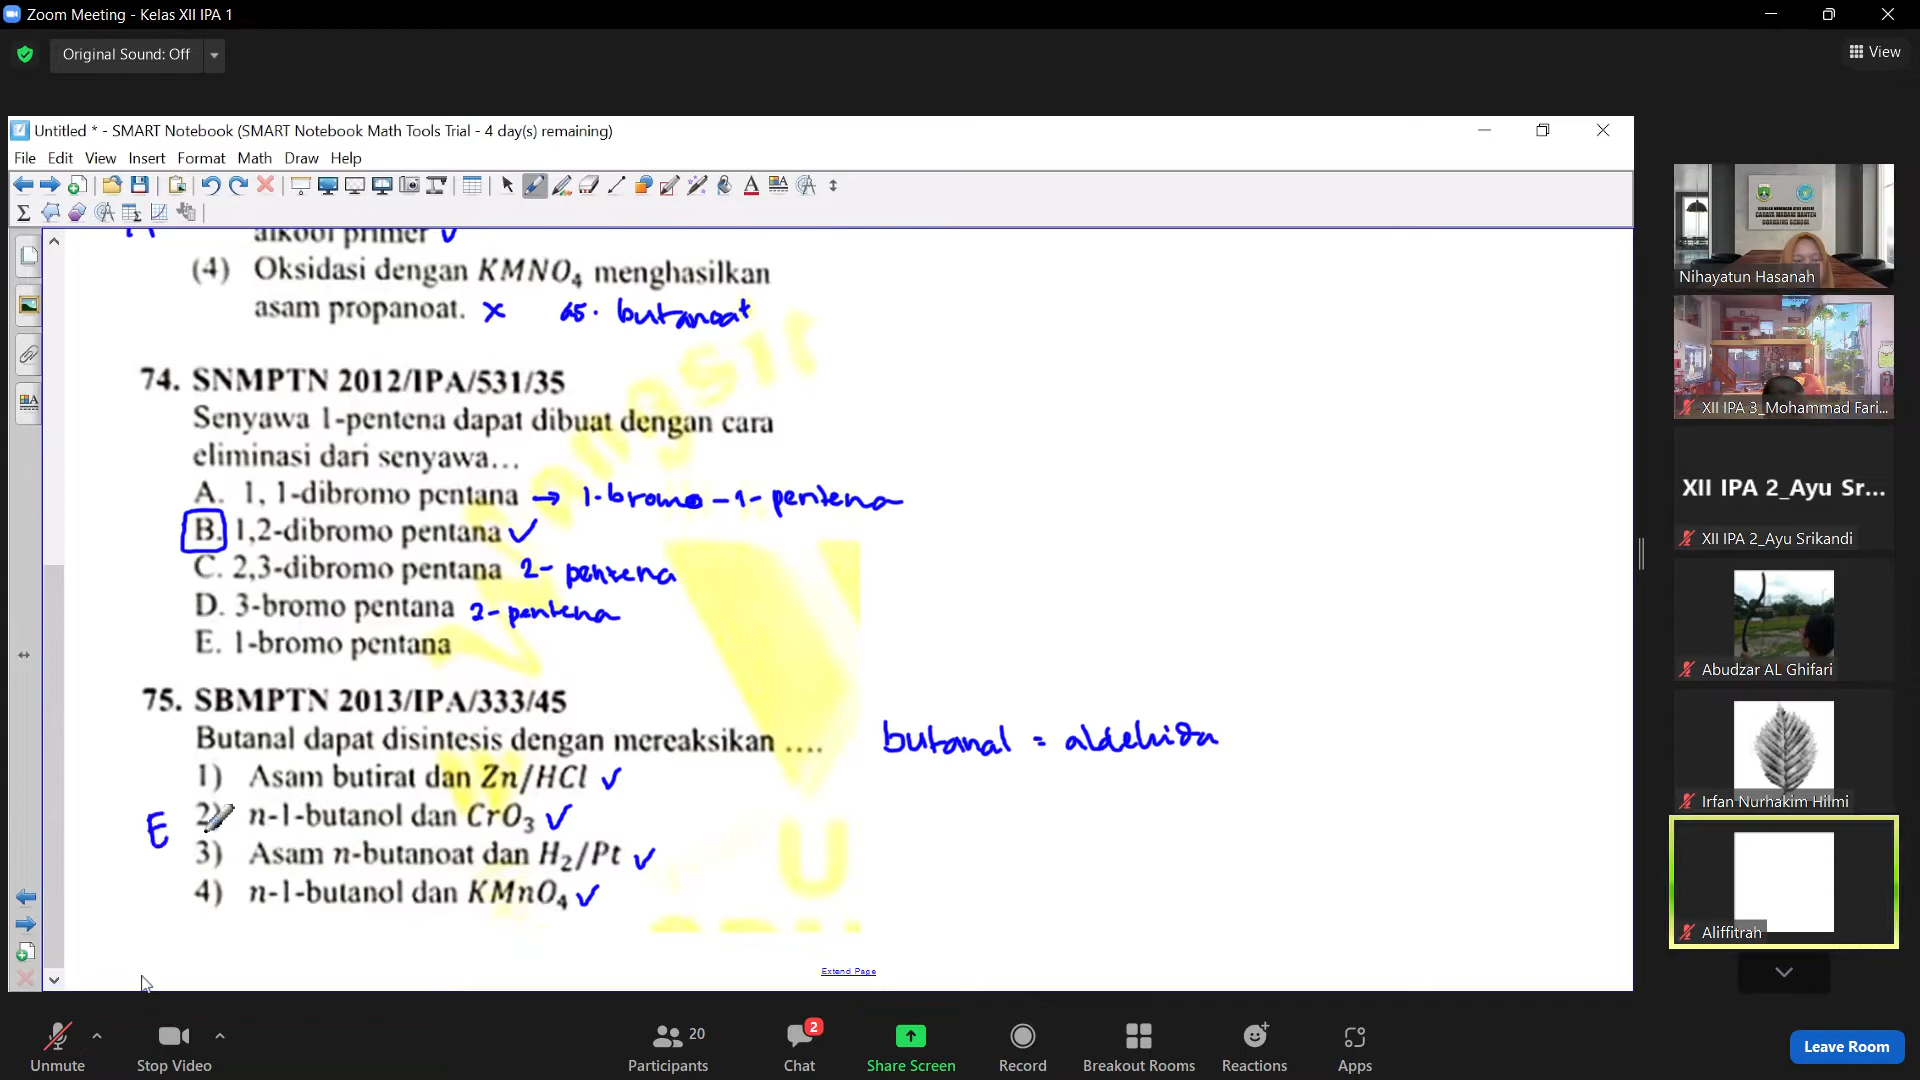 Zoom Meeting - Kelas XII IPA 1
Original Sound: Off
View
Untitled * - SMART Notebook (SMART Notebook Math Tools Trial - 4 day(s) remaining)
File Edit View Insert Format Math Draw Help
alkool primer ✓
(4) Oksidasi dengan KMNO₄ menghasilkan
asam propanoat. x as. butanoat
74. SNMPTN 2012/IPA/531/35
Senyawa 1-pentena dapat dibuat dengan cara
eliminasi dari senyawa…
A. 1, 1-dibromo pentana → 1-bromo-1-pentena
B. 1,2-dibromo pentana ✓
C. 2,3-dibromo pentana 2-pentena
D. 3-bromo pentana 2-pentena
E. 1-bromo pentana
75. SBMPTN 2013/IPA/333/45
Butanal dapat disintesis dengan mereaksikan .... butanal = aldehida
1) Asam butirat dan Zn/HCl ✓
E 2) n-1-butanol dan CrO₃ ✓
3) Asam n-butanoat dan H₂/Pt ✓
4) n-1-butanol dan KMnO₄ ✓
Extend Page
Nihayatun Hasanah
XII IPA 3_Mohammad Fari...
XII IPA 2_Ayu Sr...
XII IPA 2_Ayu Srikandi
Abudzar AL Ghifari
Irfan Nurhakim Hilmi
Aliffitrah
Unmute
Stop Video
Participants 20
Chat 2
Share Screen
Record
Breakout Rooms
Reactions
Apps
Leave Room